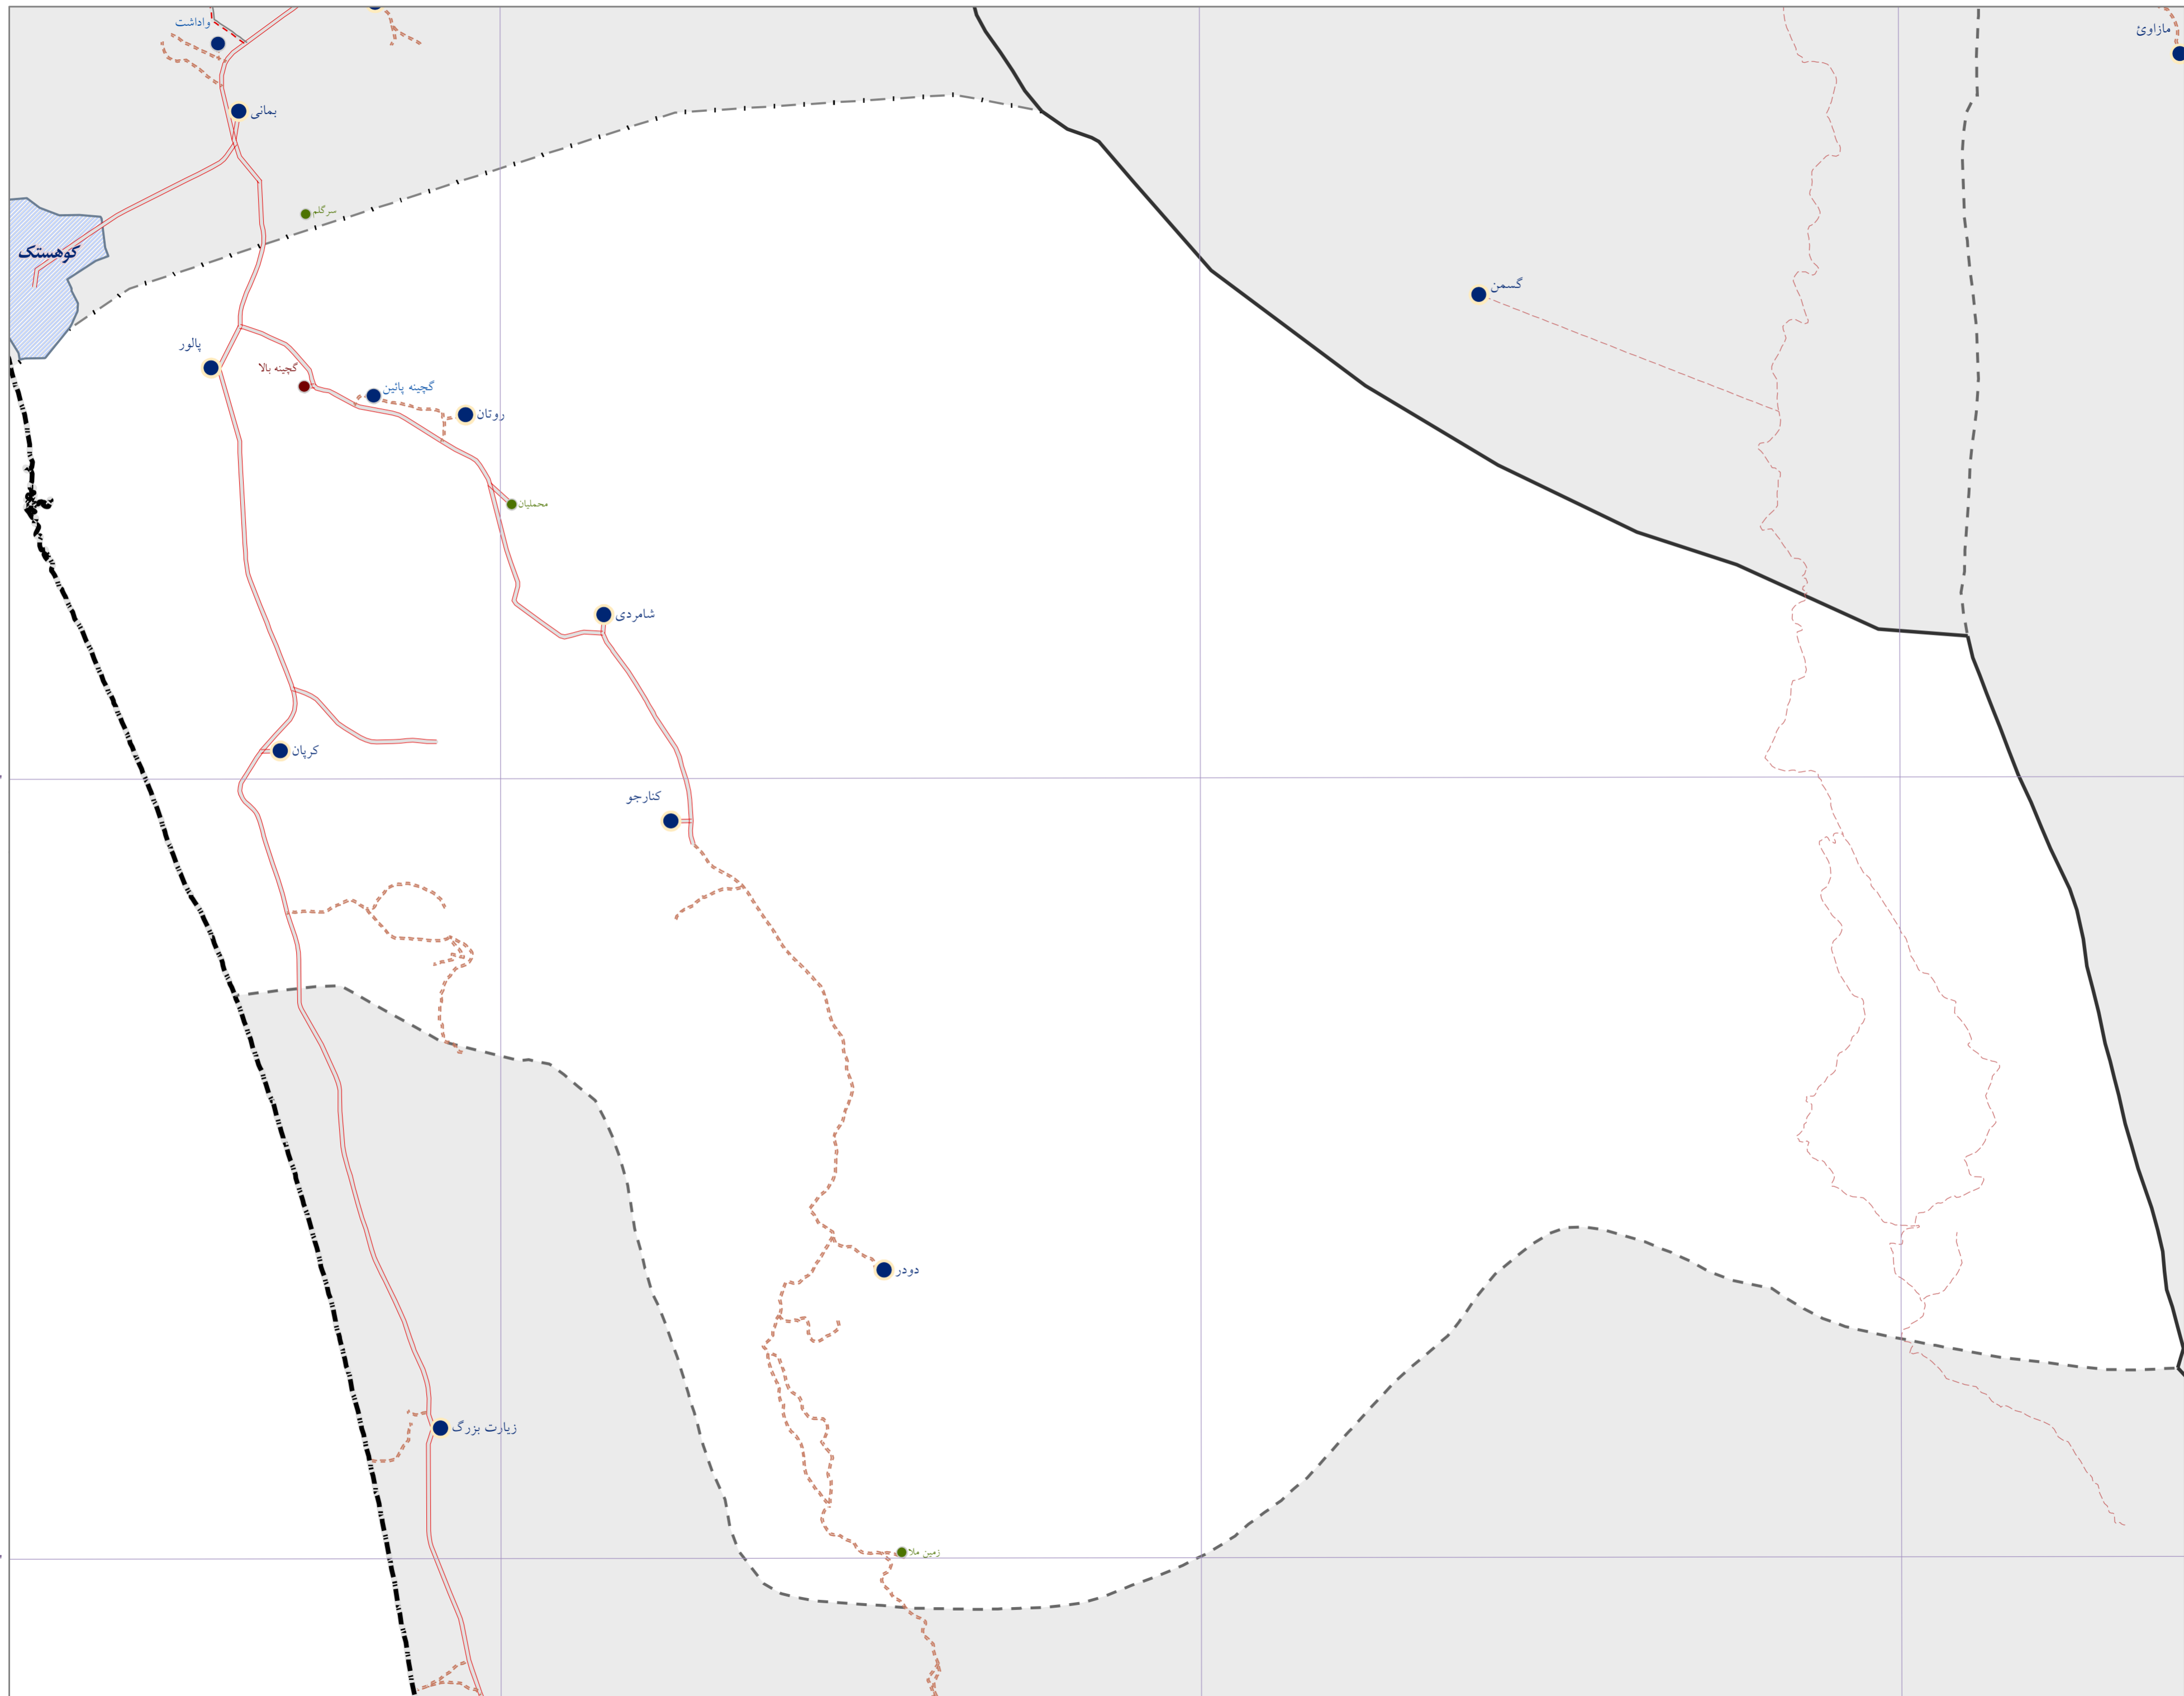 واداشت
مازاوئ
بمانی
سرگلم
کوهستک
گسمن
پالور
گچینه بالا
گچینه پائین
روتان
محملیان
شامردی
کرپان
کنارجو
دودر
زیارت بزرگ
زمین ملا